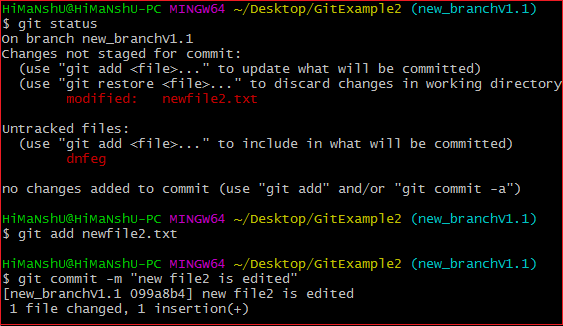 HiMaNshU@HiMaNshU-PC MINGW64 ~/Desktop/GitExample2 (new_branchv1.1)
$ git status
On branch new_branchv1.1
Changes not staged for commit:
  (use "git add <file>..." to update what will be committed)
  (use "git restore <file>..." to discard changes in working directory
        modified:   newfile2.txt

Untracked files:
  (use "git add <file>..." to include in what will be committed)
        dnfeg

no changes added to commit (use "git add" and/or "git commit -a")

HiMaNshU@HiMaNshU-PC MINGW64 ~/Desktop/GitExample2 (new_branchv1.1)
$ git add newfile2.txt

HiMaNshU@HiMaNshU-PC MINGW64 ~/Desktop/GitExample2 (new_branchv1.1)
$ git commit -m "new file2 is edited"
[new_branchv1.1 099a8b4] new file2 is edited
 1 file changed, 1 insertion(+)